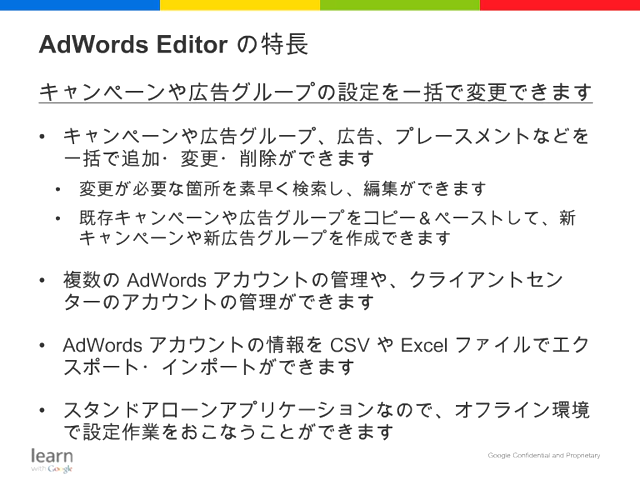 AdWords Editor の特長
キャンペーンや広告グループの設定を一括で変更できます
• キャンペーンや広告グループ、広告、プレースメントなどを
一括で追加・変更・削除ができます
• 変更が必要な箇所を素早く検索し、編集ができます
• 既存キャンペーンや広告グループをコピー＆ペーストして、新
キャンペーンや新広告グループを作成できます
• 複数の AdWords アカウントの管理や、クライアントセン
ターのアカウントの管理ができます
• AdWords アカウントの情報を CSV や Excel ファイルでエク
スポート・インポートができます
• スタンドアローンアプリケーションなので、オフライン環境
で設定作業をおこなうことができます
learn
with Google
Google Confidential and Proprietary